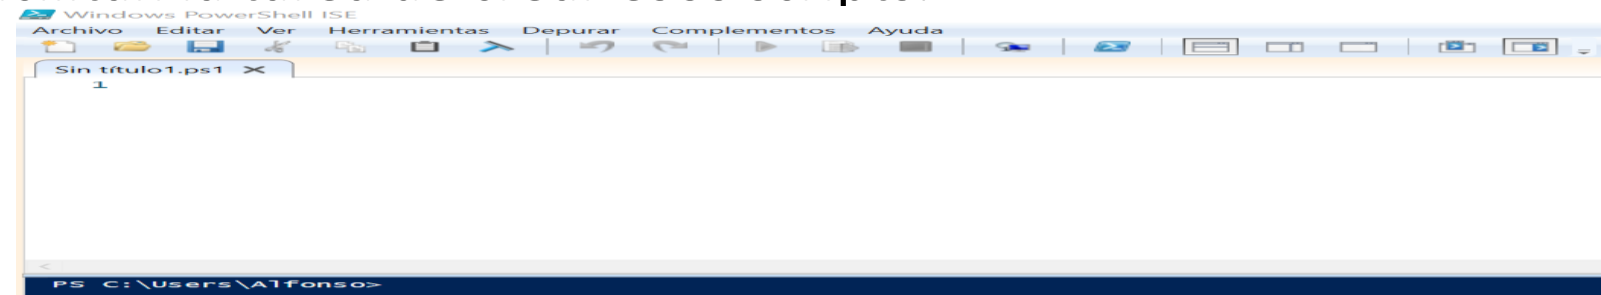 Windows PowerShell ISE
Archivo Editar Ver Herramientas Depurar Complementos Ayuda
Sin título1.ps1
1
PS C:\Users\Alfonso>